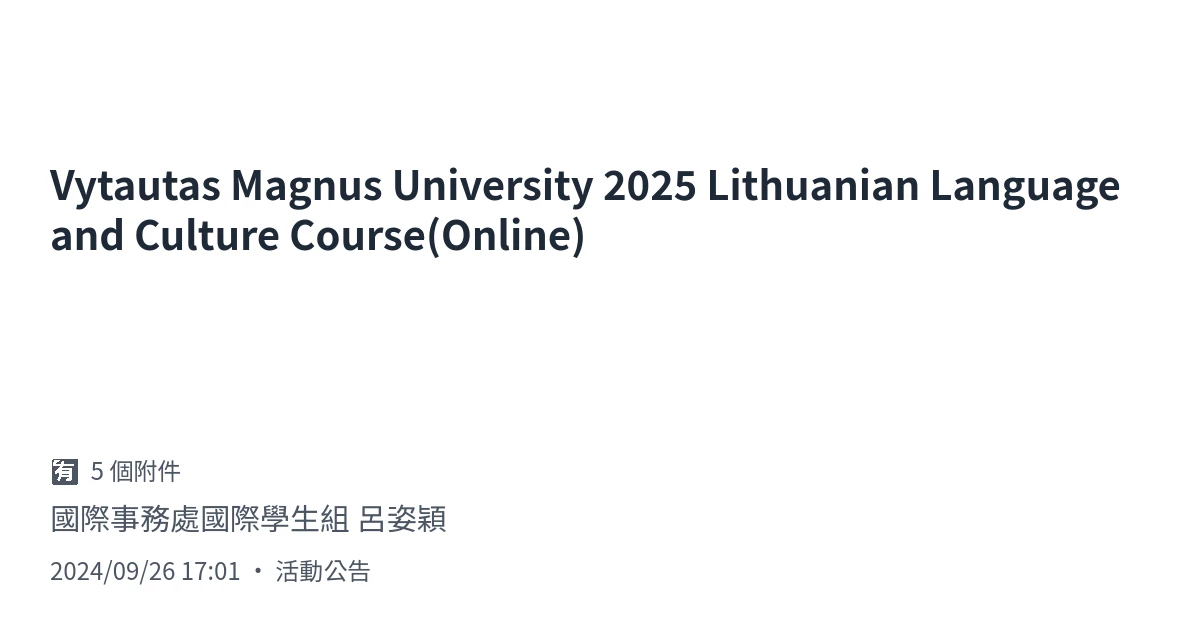 Vytautas Magnus University 2025 Lithuanian Language
and Culture Course(Online)
🈶 5 個附件
國際事務處國際學生組 呂姿穎
2024/09/26 17:01 · 活動公告